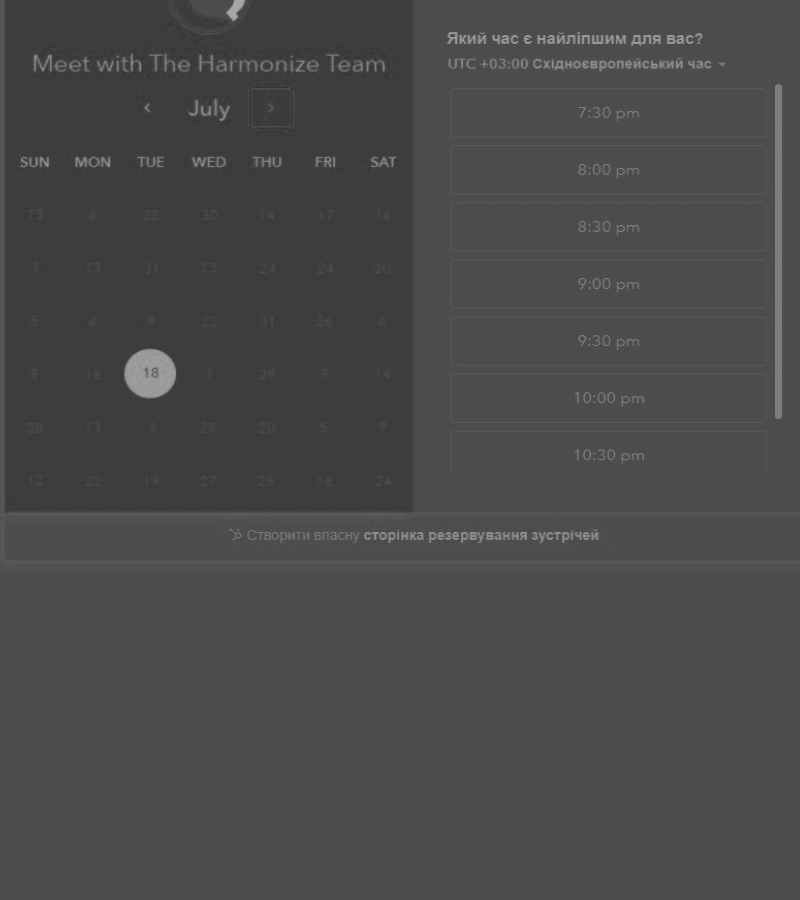 Meet with The Harmonize Team
July
SUN MON TUE WED THU FRI SAT
13 6 28 30 14 17 16
7 13 31 13 24 24 20
5 4 8 22 31 26 6
5 18 18 1 29 9 14
28 13 3 25 20 5 9
12 22 19 27 25 18 24
Який час є найліпшим для вас?
UTC +03:00 Східноєвропейський час
7:30 pm
8:00 pm
8:30 pm
9:00 pm
9:30 pm
10:00 pm
10:30 pm
Створити власну сторінка резервування зустрічей